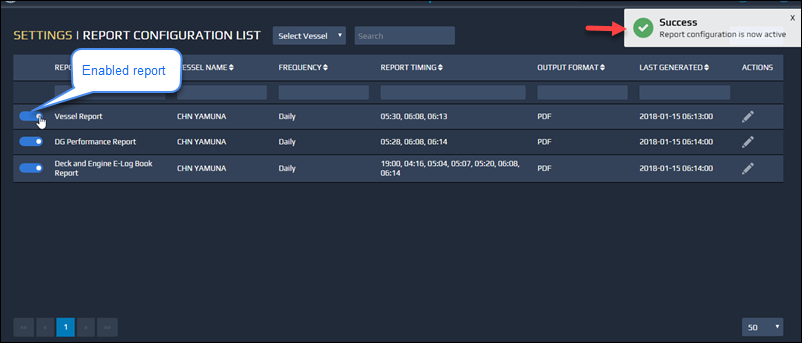 Success
X
Report configuration is now active
SETTINGS | REPORT CONFIGURATION LIST
Select Vessel
Search
Enabled report
REPO
VESSEL NAME
FREQUENCY
REPORT TIMING
OUTPUT FORMAT
LAST GENERATED
ACTIONS
Vessel Report
CHN YAMUNA
Daily
05:30, 06:08, 06:13
PDF
2018-01-15 06:13:00
DG Performance Report
CHN YAMUNA
Daily
05:28, 06:08, 06:14
PDF
2018-01-15 06:14:00
Deck and Engine E-Log Book
Report
CHN YAMUNA
Daily
19:00, 04:16, 05:04, 05:07, 05:20, 06:08,
06:14
PDF
2018-01-15 06:14:00
1
50